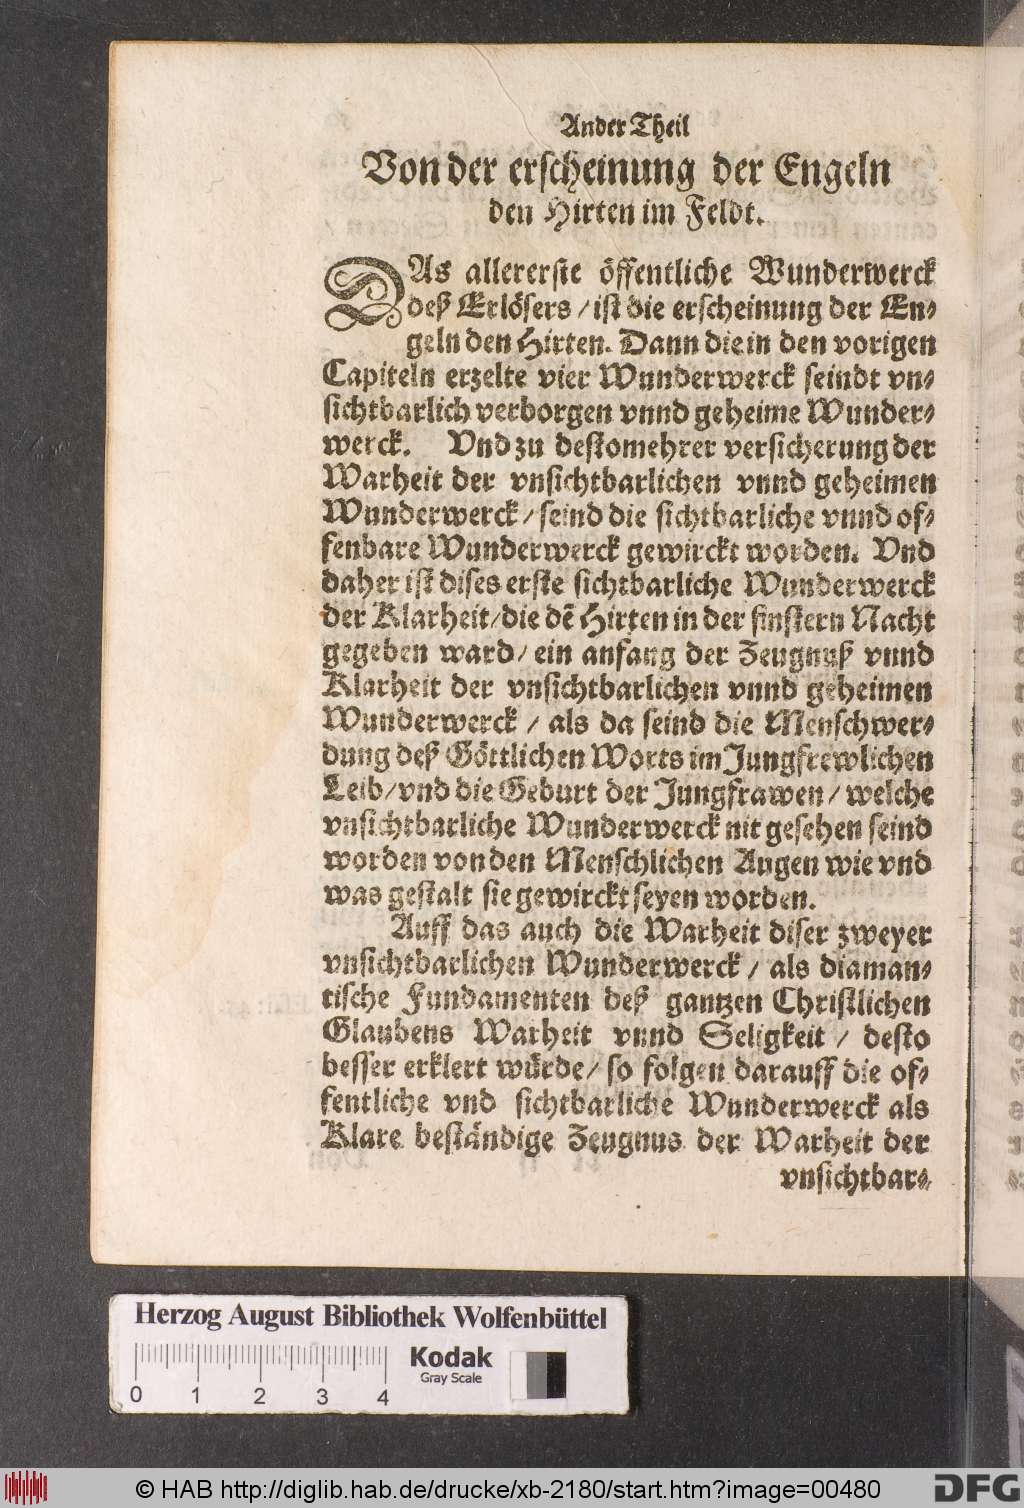 Ander Theil
Von der erscheinung der Engeln
den Hirten im Feldt.
DAs allererste öffentliche Wunderwerck
deß Erlösers / ist die erscheinung der En-
geln den Hirten. Dann die in den vorigen
Capiteln erzelte vier Wunderwerck seindt vn-
sichtbarlich verborgen vnnd geheime Wunder-
werck. Vnd zu destomehrer versicherung der
Warheit der vnsichtbarlichen vnnd geheimen
Wunderwerck / seind die sichtbarliche vnnd of-
fenbare Wunderwerck gewirckt worden. Vnd
daher ist dises erste sichtbarliche Wunderwerck
der Klarheit / die dẽ Hirten in der finstern Nacht
gegeben ward / ein anfang der Zeugnuß vnnd
Klarheit der vnsichtbarlichen vnnd geheimen
Wunderwerck / als da seind die Menschwer-
dung deß Göttlichen Worts im Jungfrewlichen
Leib / vnd die Geburt der Jungfrawen / welche
vnsichtbarliche Wunderwerck nit gesehen seind
worden von den Menschlichen Augen wie vnd
was gestalt sie gewirckt seyen worden.
Auff das auch die Warheit diser zweyer
vnsichtbarlichen Wunderwerck / als diaman-
tische Fundamenten deß gantzen Christlichen
Glaubens Warheit vnnd Seligkeit / desto
besser erklert würde / so folgen darauff die of-
fentliche vnd sichtbarliche Wunderwerck als
Klare beständige Zeugnus der Warheit der
vnsichtbar-
Herzog August Bibliothek Wolfenbüttel
Kodak
Gray Scale
0 1 2 3 4
© HAB http://diglib.hab.de/drucke/xb-2180/start.htm?image=00480
DFG